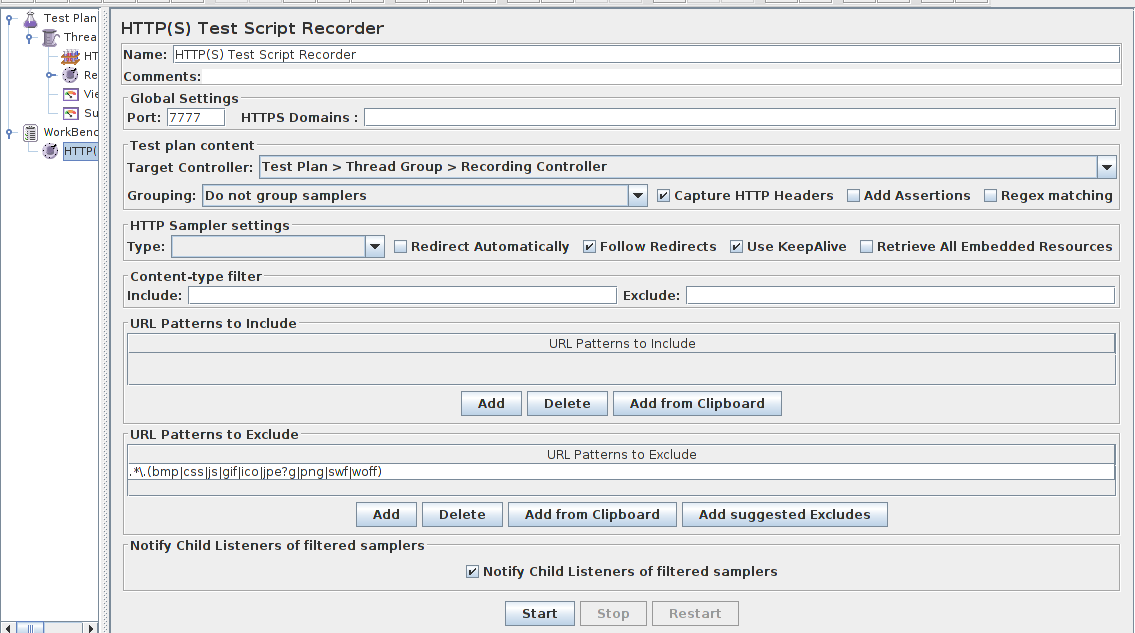 Test Plan
Threa
HT
Re
Vie
Su
WorkBenc
HTTP(
HTTP(S) Test Script Recorder
Name: HTTP(S) Test Script Recorder
Comments:
Global Settings
Port: 7777 HTTPS Domains :
Test plan content
Target Controller: Test Plan > Thread Group > Recording Controller
Grouping: Do not group samplers Capture HTTP Headers Add Assertions Regex matching
HTTP Sampler settings
Type: Redirect Automatically Follow Redirects Use KeepAlive Retrieve All Embedded Resources
Content-type filter
Include: Exclude:
URL Patterns to Include
URL Patterns to Include
Add Delete Add from Clipboard
URL Patterns to Exclude
URL Patterns to Exclude
.*\.(bmp|css|js|gif|ico|jpe?g|png|swf|woff)
Add Delete Add from Clipboard Add suggested Excludes
Notify Child Listeners of filtered samplers
Notify Child Listeners of filtered samplers
Start Stop Restart